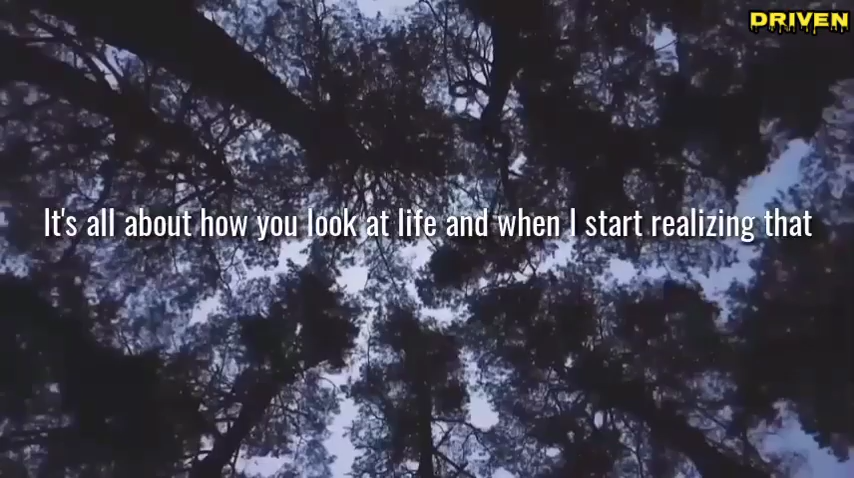 DRIVEN
It's all about how you look at life and when I start realizing that